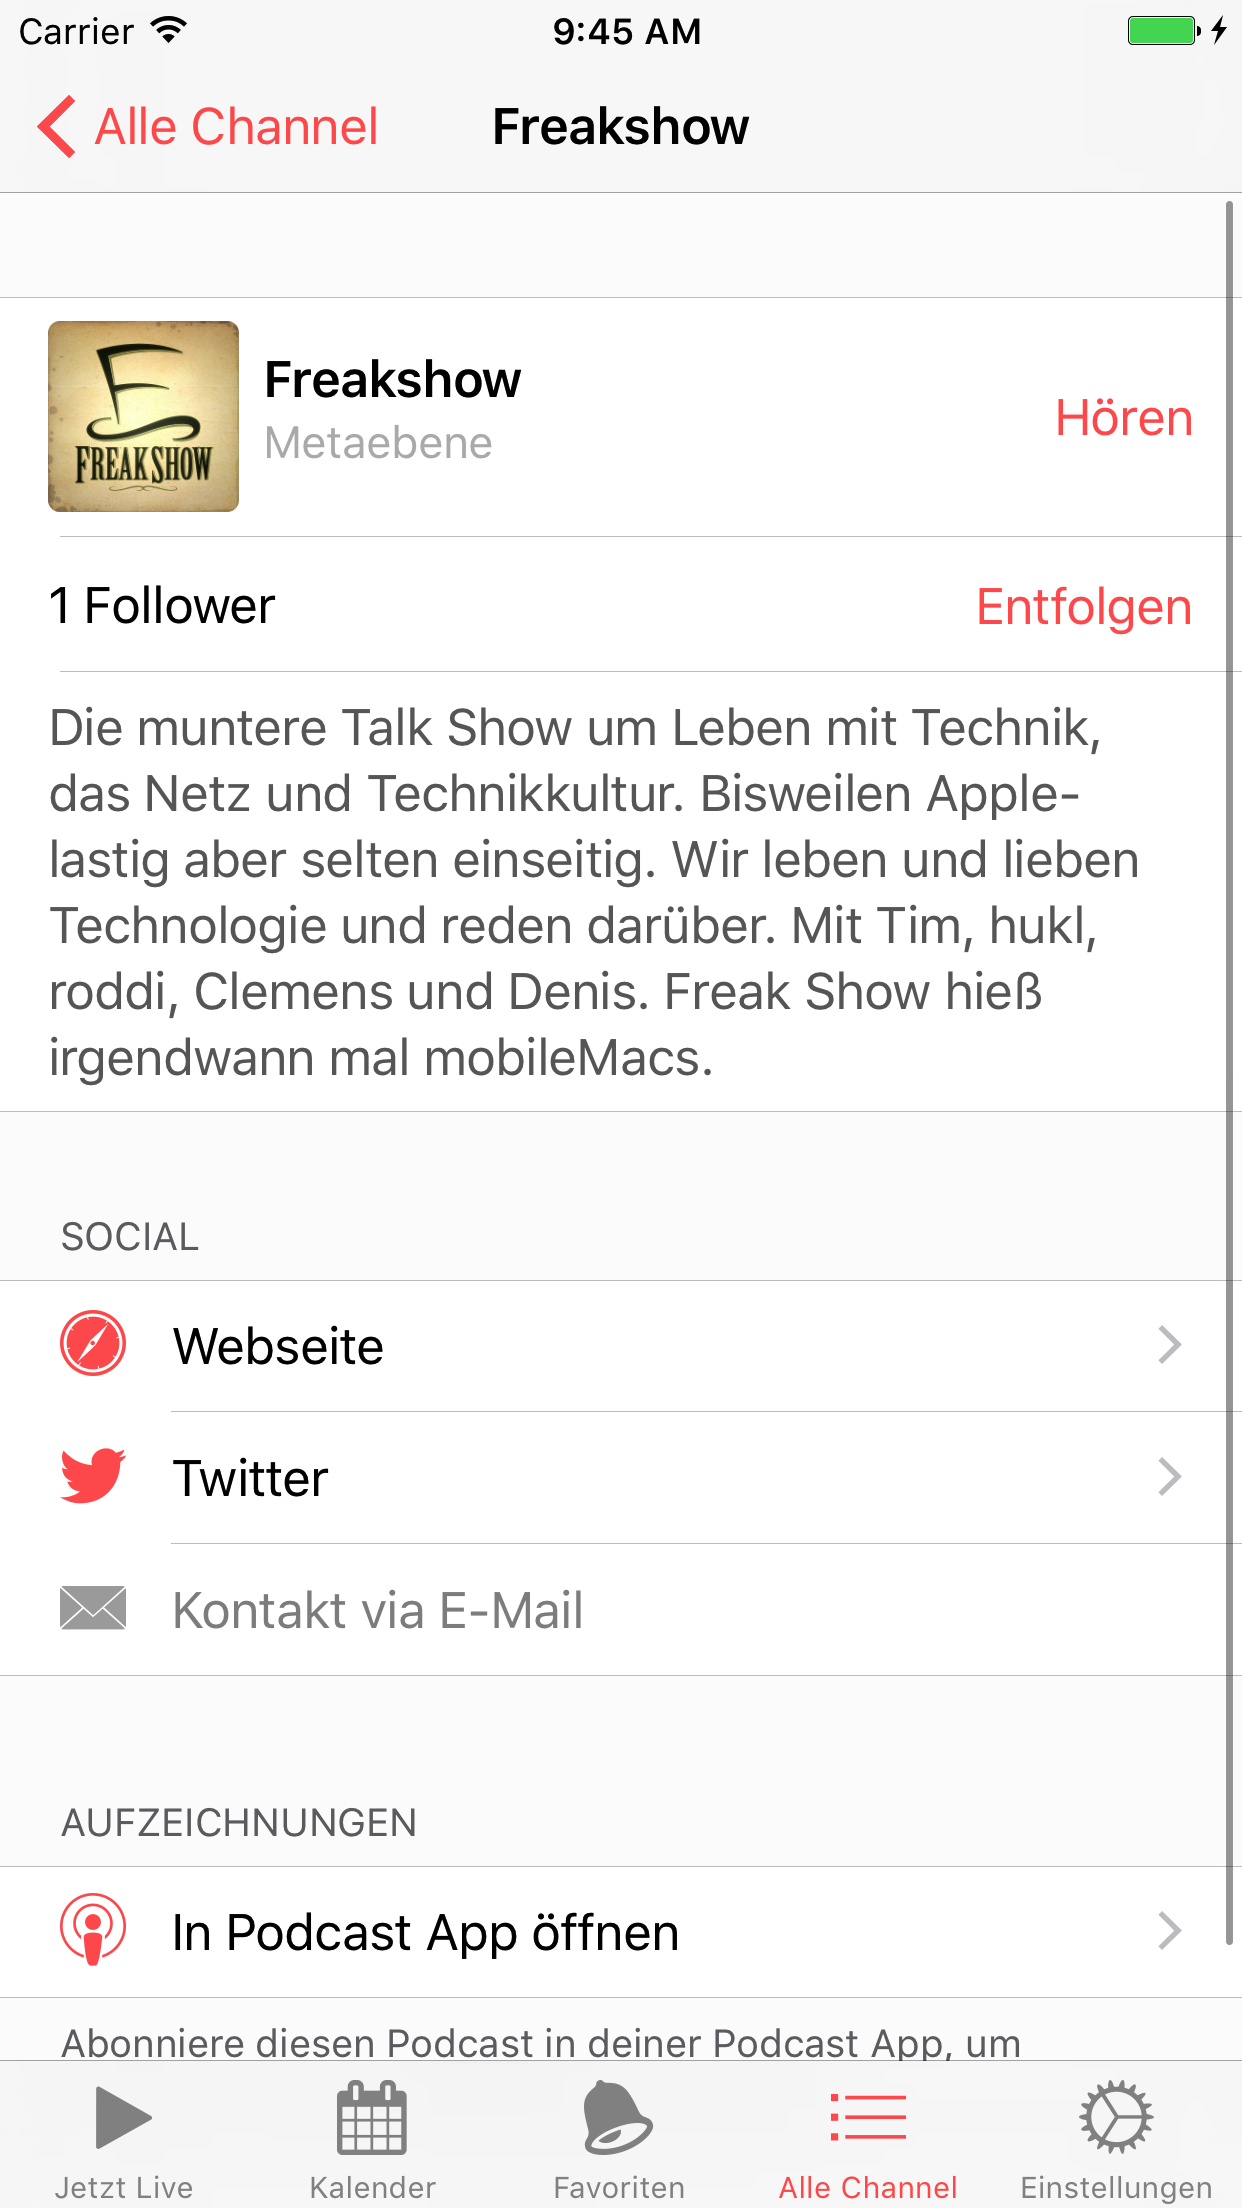 Carrier 9:45 AM
Alle Channel Freakshow
FREAK SHOW
Freakshow
Metaebene
Hören
1 Follower Entfolgen
Die muntere Talk Show um Leben mit Technik,
das Netz und Technikkultur. Bisweilen Apple-
lastig aber selten einseitig. Wir leben und lieben
Technologie und reden darüber. Mit Tim, hukl,
roddi, Clemens und Denis. Freak Show hieß
irgendwann mal mobileMacs.
SOCIAL
Webseite
Twitter
Kontakt via E-Mail
AUFZEICHNUNGEN
In Podcast App öffnen
Abonniere diesen Podcast in deiner Podcast App, um
Jetzt Live Kalender Favoriten Alle Channel Einstellungen